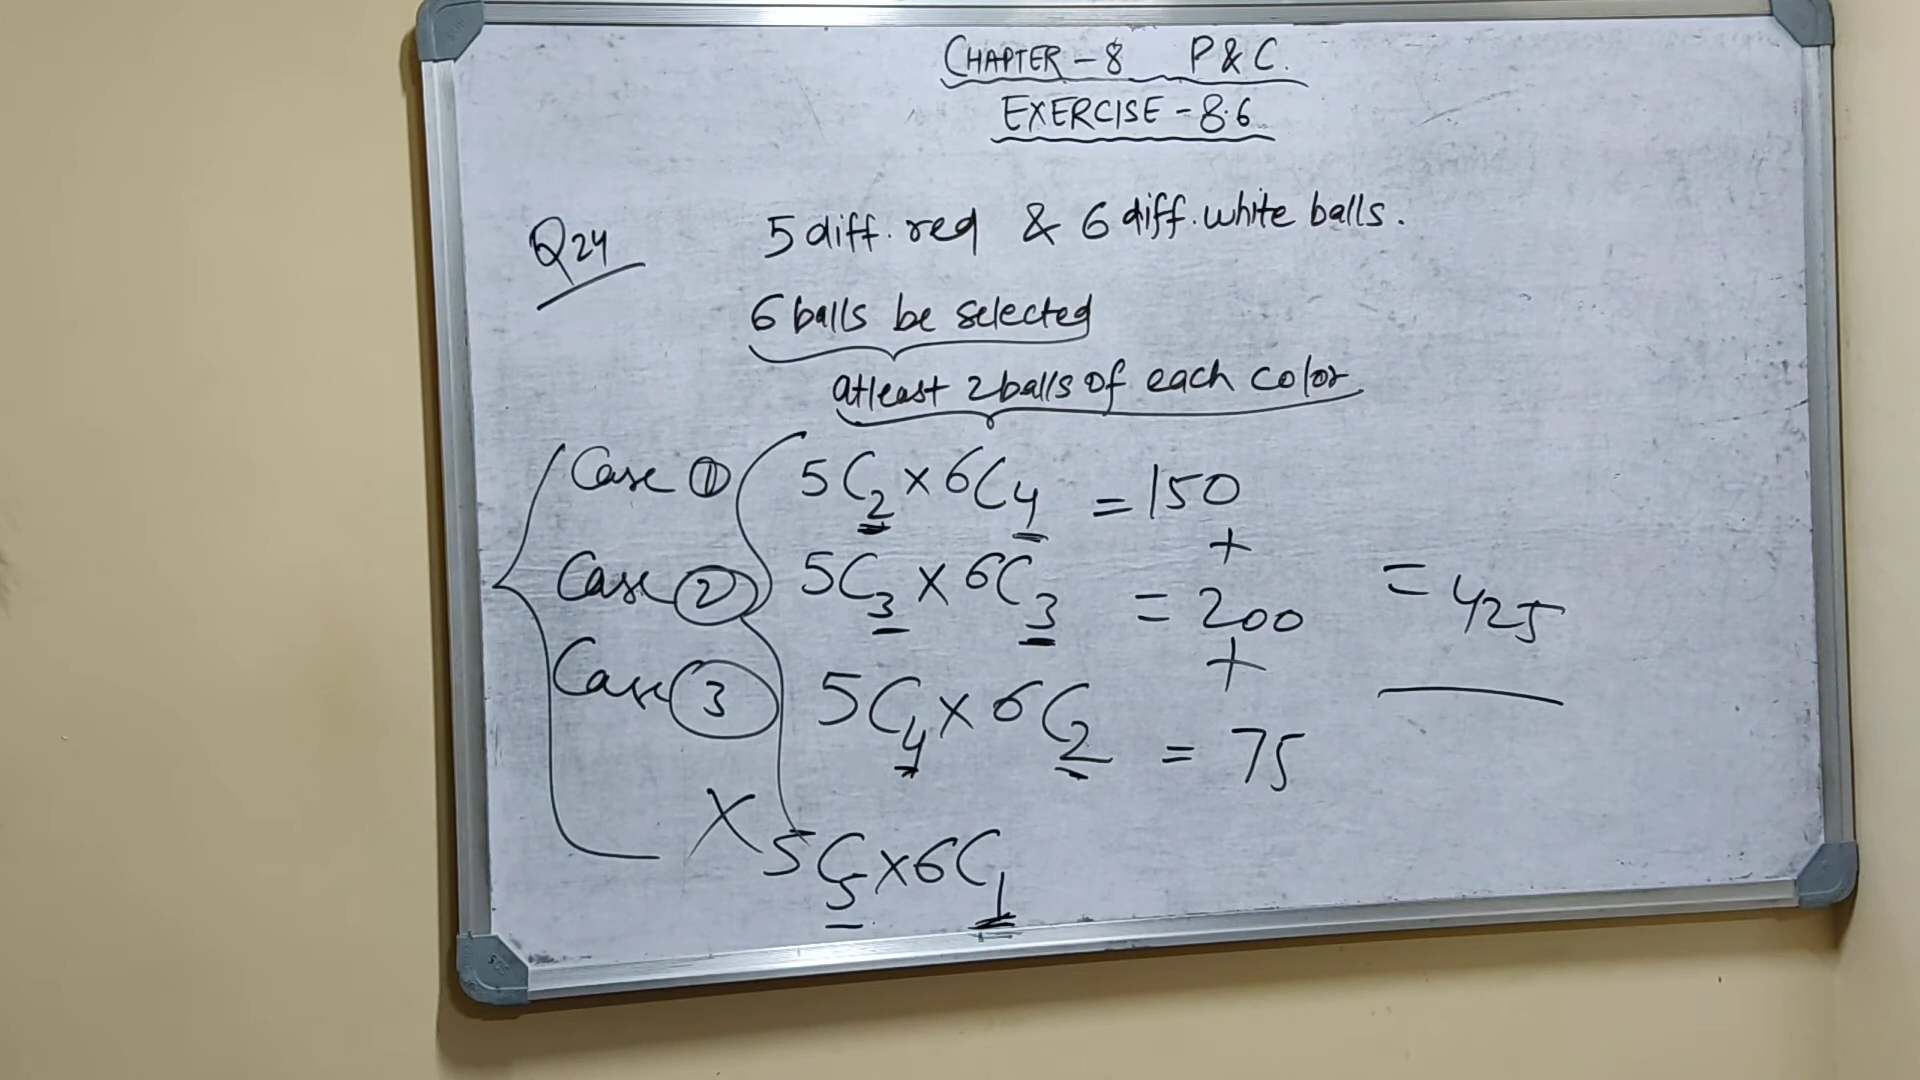 CHAPTER - 8 P & C.
EXERCISE - 8.6
Q24 5 diff. red & 6 diff. white balls.
6 balls be selected
atleast 2 balls of each color
Case ① 5C₂ × 6C₄ = 150
+
Case ② 5C₃ × 6C₃ = 200 = 425
+
Case ③ 5C₄ × 6C₂ = 75
X 5C₅ × 6C₁